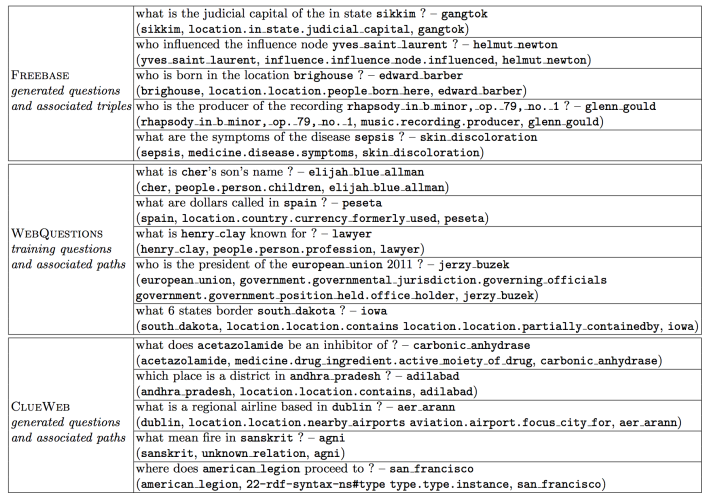 FREEBASE
generated questions
and associated triples
what is the judicial capital of the in state sikkim ? – gangtok
(sikkim, location.in_state.judicial_capital, gangtok)
who influenced the influence node yves_saint_laurent ? – helmut_newton
(yves_saint_laurent, influence.influence_node.influenced, helmut_newton)
who is born in the location brighouse ? – edward_barber
(brighouse, location.location.people_born_here, edward_barber)
who is the producer of the recording rhapsody_in_b_minor,_op._79,_no._1 ? – glenn_gould
(rhapsody_in_b_minor,_op._79,_no._1, music.recording.producer, glenn_gould)
what are the symptoms of the disease sepsis ? – skin_discoloration
(sepsis, medicine.disease.symptoms, skin_discoloration)
WEBQUESTIONS
training questions
and associated paths
what is cher's son's name ? – elijah_blue_allman
(cher, people.person.children, elijah_blue_allman)
what are dollars called in spain ? – peseta
(spain, location.country.currency_formerly_used, peseta)
what is henry_clay known for ? – lawyer
(henry_clay, people.person.profession, lawyer)
who is the president of the european_union 2011 ? – jerzy_buzek
(european_union, government.governmental_jurisdiction.governing_officials
government.government_position_held.office_holder, jerzy_buzek)
what 6 states border south_dakota ? – iowa
(south_dakota, location.location.contains location.location.partially_containedby, iowa)
CLUEWEB
generated questions
and associated paths
what does acetazolamide be an inhibitor of ? – carbonic_anhydrase
(acetazolamide, medicine.drug_ingredient.active_moiety_of_drug, carbonic_anhydrase)
which place is a district in andhra_pradesh ? – adilabad
(andhra_pradesh, location.location.contains, adilabad)
what is a regional airline based in dublin ? – aer_arann
(dublin, location.location.nearby_airports aviation.airport.focus_city_for, aer_arann)
what mean fire in sanskrit ? – agni
(sanskrit, unknown_relation, agni)
where does american_legion proceed to ? – san_francisco
(american_legion, 22-rdf-syntax-ns#type type.type.instance, san_francisco)